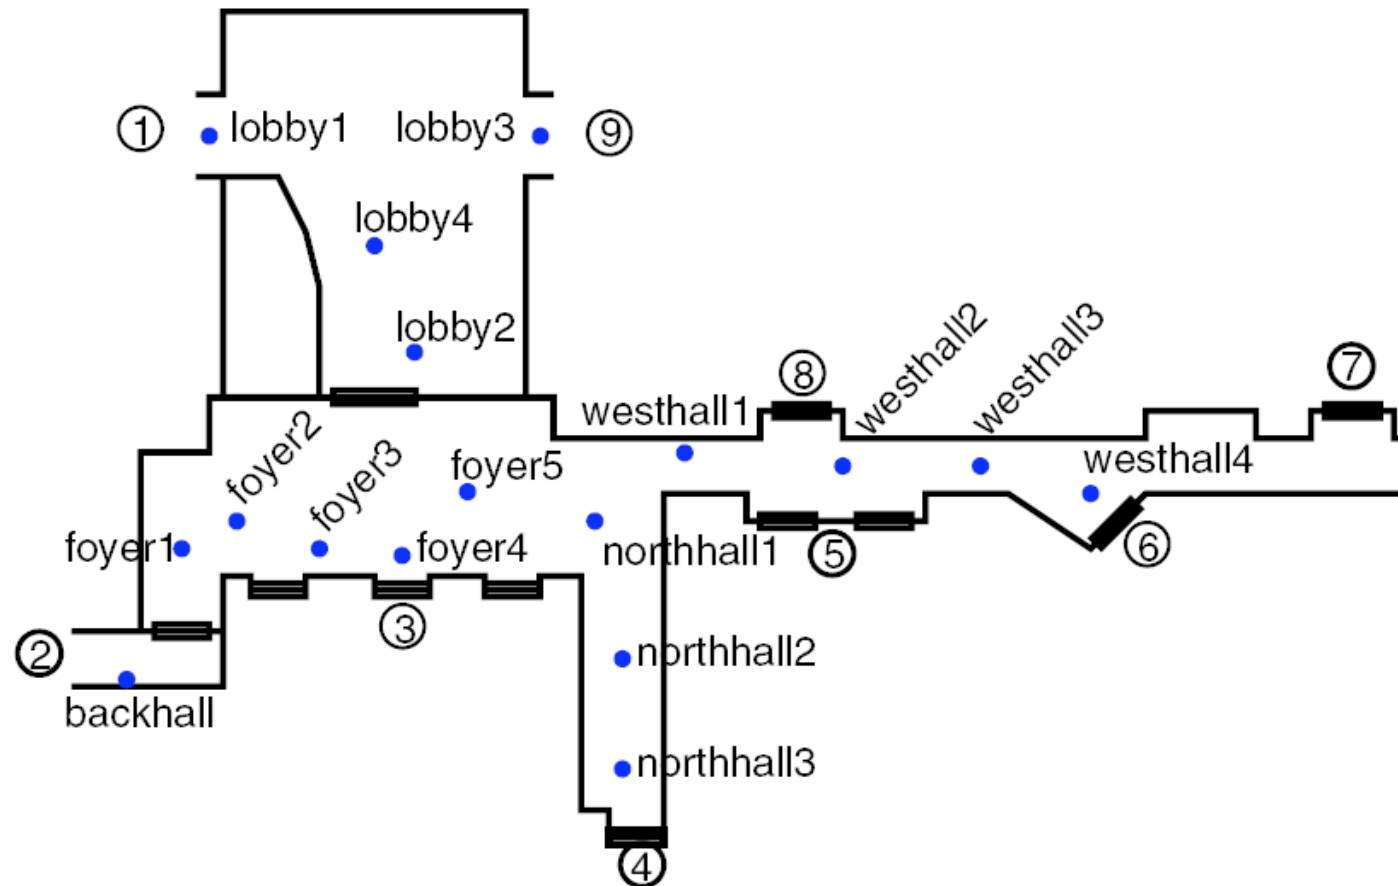 1
lobby1
lobby3
9
lobby4
lobby2
westhall2
westhall3
8
7
westhall1
foyer2
foyer3
foyer5
westhall4
foyer1
foyer4
northhall1
5
6
3
2
northhall2
backhall
northhall3
4